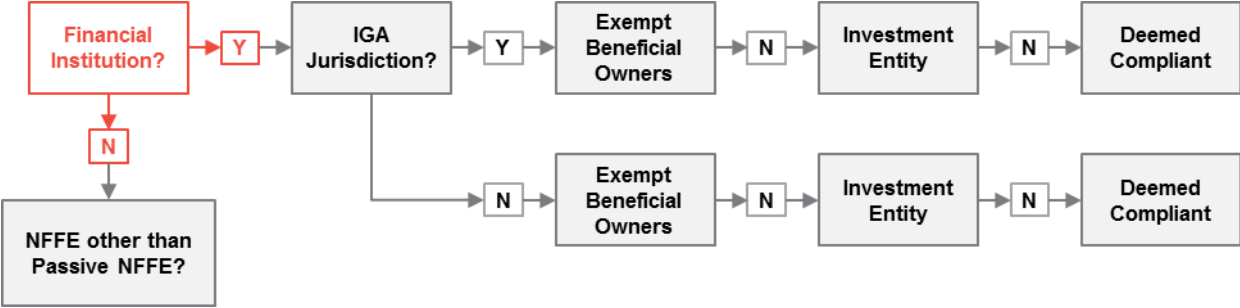 Financial
Institution?
Y
IGA
Jurisdiction?
Y
Exempt
Beneficial
Owners
N
Investment
Entity
N
Deemed
Compliant
N
NFFE other than
Passive NFFE?
N
Exempt
Beneficial
Owners
N
Investment
Entity
N
Deemed
Compliant